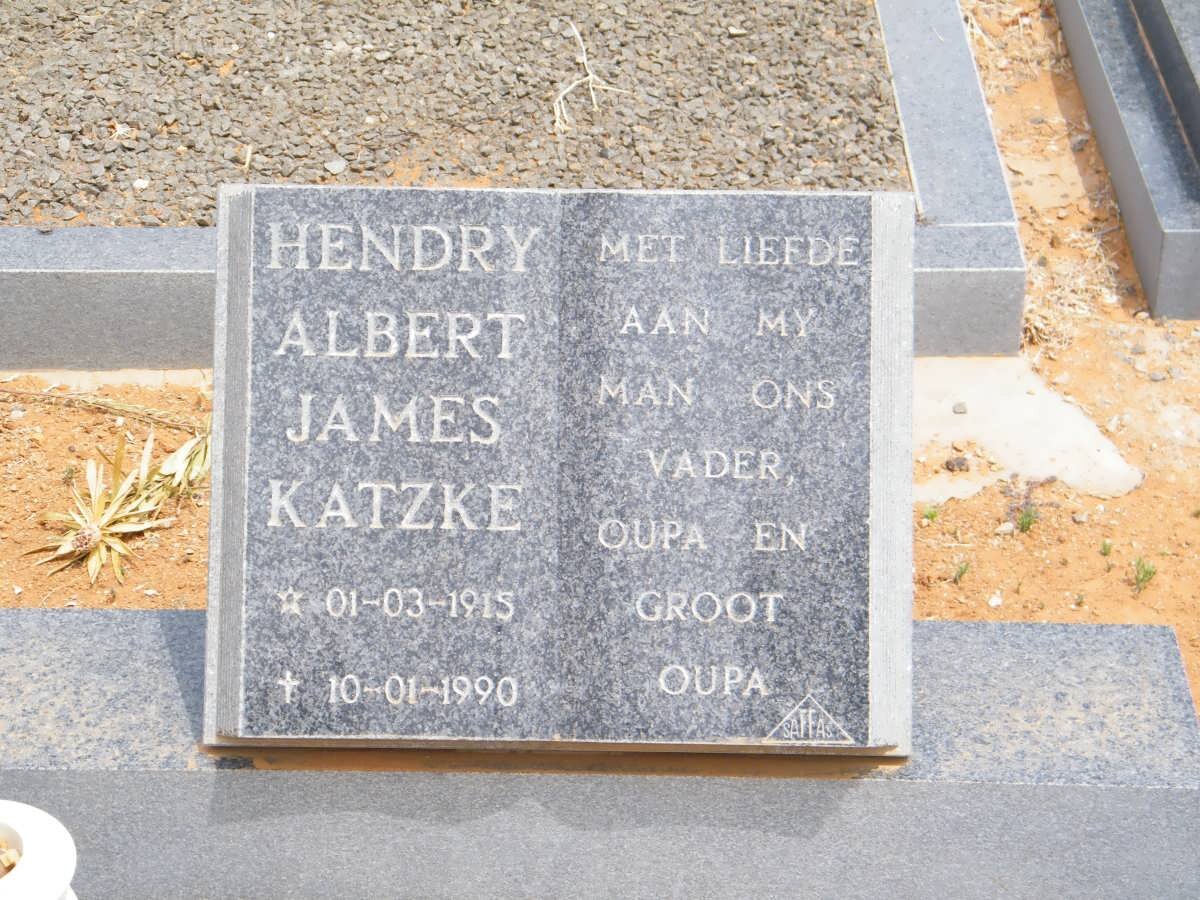 HENDRY
ALBERT
JAMES
KATZKE
☆ 01-03-1915
✝ 10-01-1990
MET LIEFDE
AAN MY
MAN ONS
VADER,
OUPA EN
GROOT
OUPA
SAFFAS